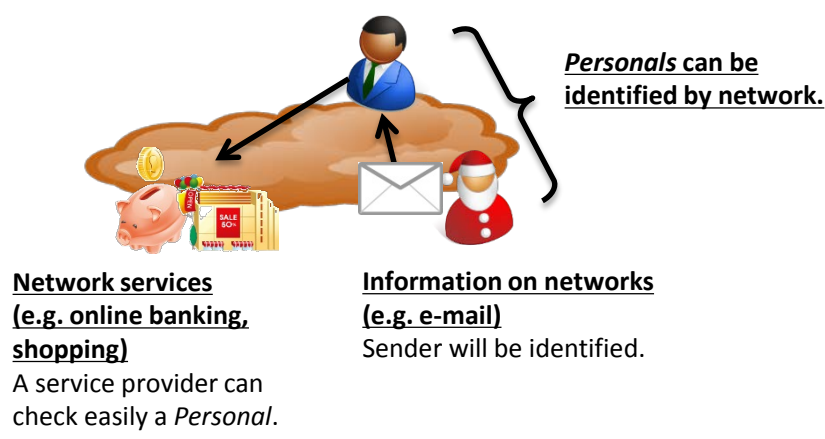 Personals can be
identified by network.
OPEN
SALE
50%
Network services
(e.g. online banking,
shopping)
A service provider can
check easily a Personal.
Information on networks
(e.g. e-mail)
Sender will be identified.